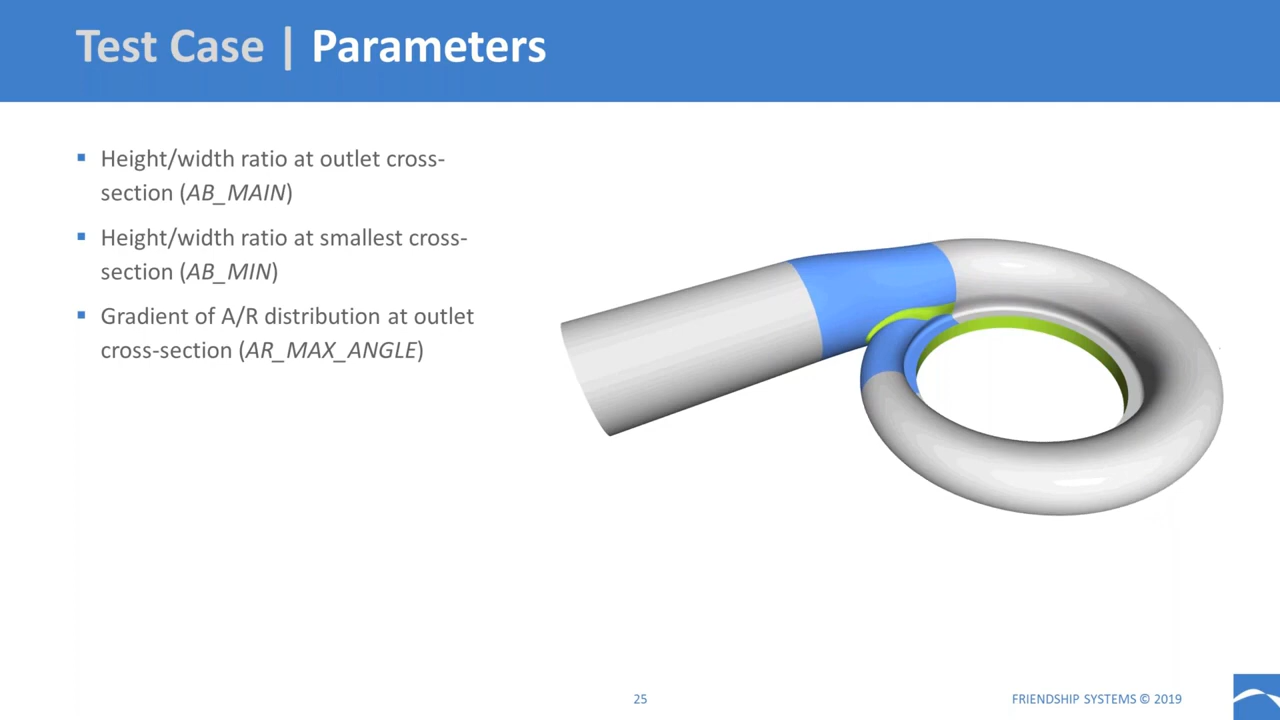 Test Case | Parameters
Height/width ratio at outlet cross-
section (AB_MAIN)
Height/width ratio at smallest cross-
section (AB_MIN)
Gradient of A/R distribution at outlet
cross-section (AR_MAX_ANGLE)
25
FRIENDSHIP SYSTEMS © 2019